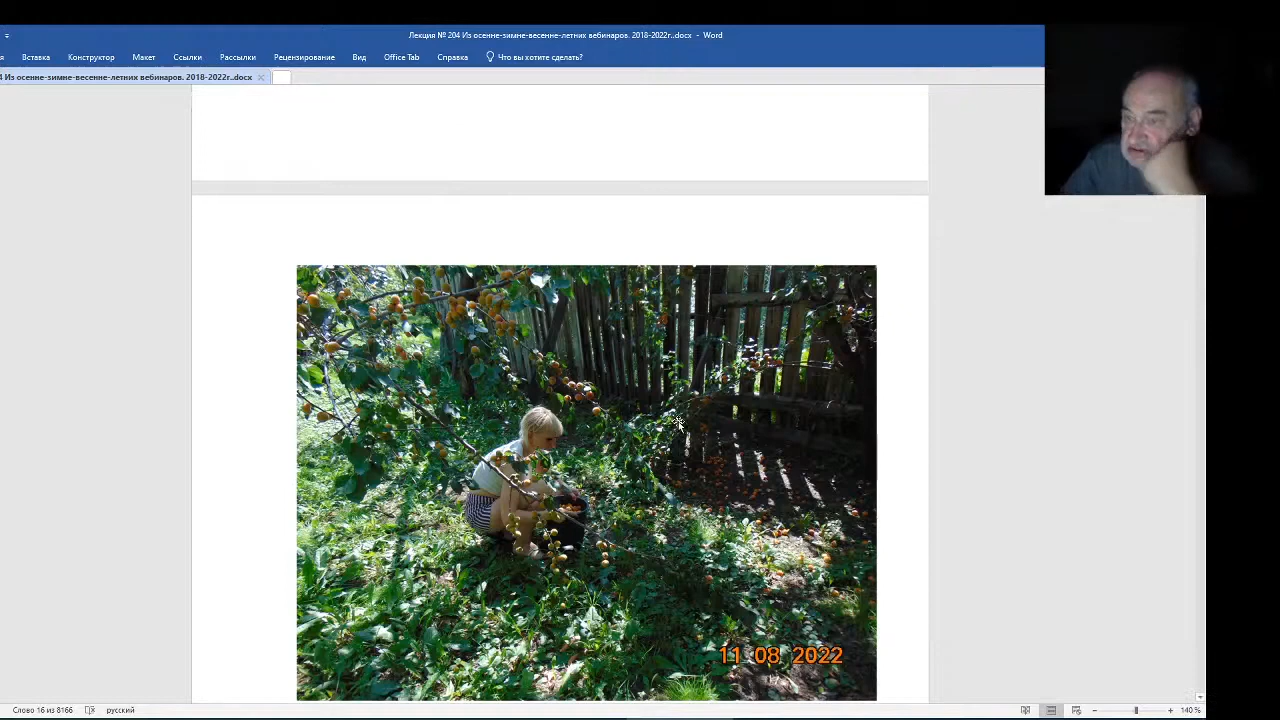 Лекция № 204 Из осенне-зимне-весенне-летних вебинаров. 2018-2022г..docx - Word
Вставка Конструктор Макет Ссылки Рассылки Рецензирование Вид Office Tab Справка Что вы хотите сделать?
4 Из осенне-зимне-весенне-летних вебинаров. 2018-2022г..docx
11 08 2022
Слово 16 из 8166 русский 140 %